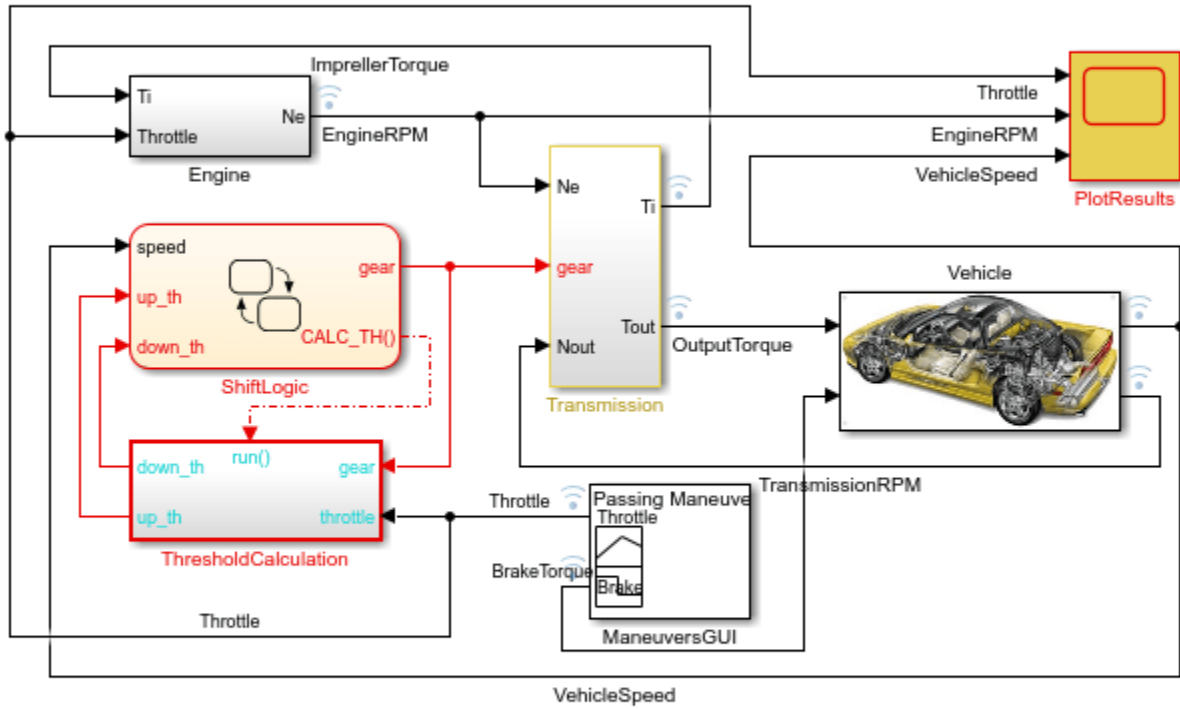 ImprellerTorque
Ti
Throttle
Ne
EngineRPM
Engine
Throttle
EngineRPM
VehicleSpeed
PlotResults
speed
up_th
down_th
gear
CALC_TH()
ShiftLogic
Ne
gear
Nout
Ti
Tout
Transmission
OutputTorque
Vehicle
TransmissionRPM
down_th
up_th
run()
gear
throttle
ThresholdCalculation
Throttle
BrakeTorque
Passing Maneuve
Throttle
Brake
ManeuversGUI
Throttle
VehicleSpeed